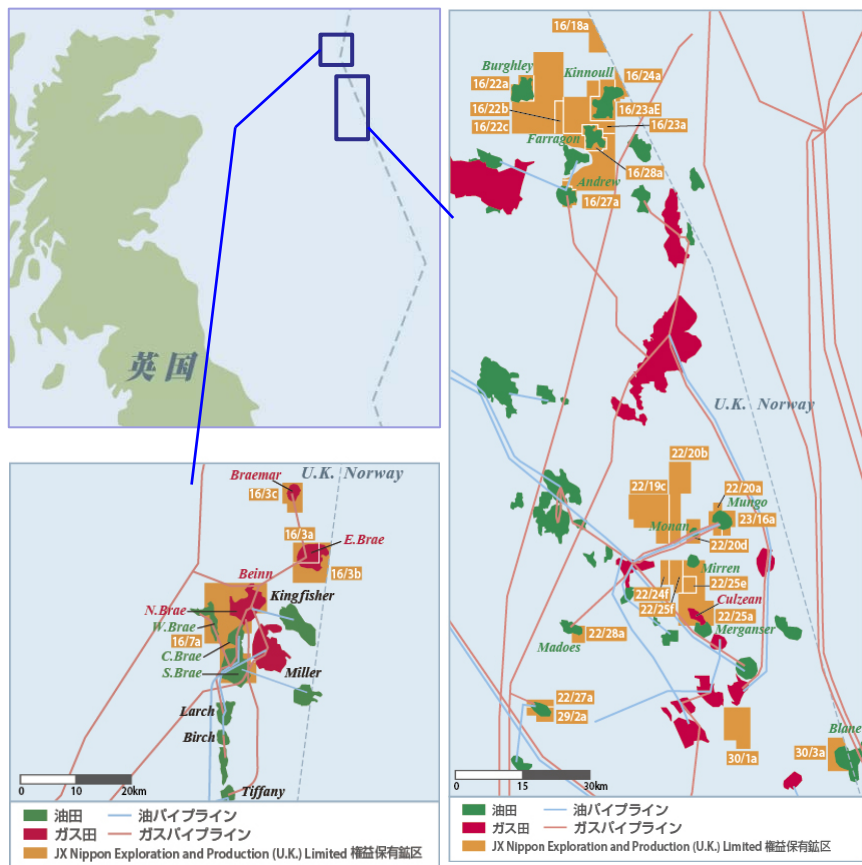 英国
Braemar
U.K. Norway
16/3c
16/3a
E.Brae
16/3b
Beinn
Kingfisher
N.Brae
W.Brae
16/7a
C.Brae
S.Brae
Miller
Larch
Birch
Tiffany
0 10 20km
油田 油パイプライン
ガス田 ガスパイプライン
JX Nippon Exploration and Production (U.K.) Limited 権益保有鉱区
16/18a
Burghley
Kinnoull
16/22a
16/24a
16/22b
16/23aE
16/22c
16/23a
Farragon
16/28a
Andrew
16/27a
U.K. Norway
22/20b
22/19c
22/20a
Mungo
23/16a
Monan
22/20d
Mirren
22/24f
22/25e
22/25f
Culzean
22/25a
Merganser
22/28a
Madoes
22/27a
29/2a
Blane
30/1a
30/3a
0 15 30km
油田 油パイプライン
ガス田 ガスパイプライン
JX Nippon Exploration and Production (U.K.) Limited 権益保有鉱区